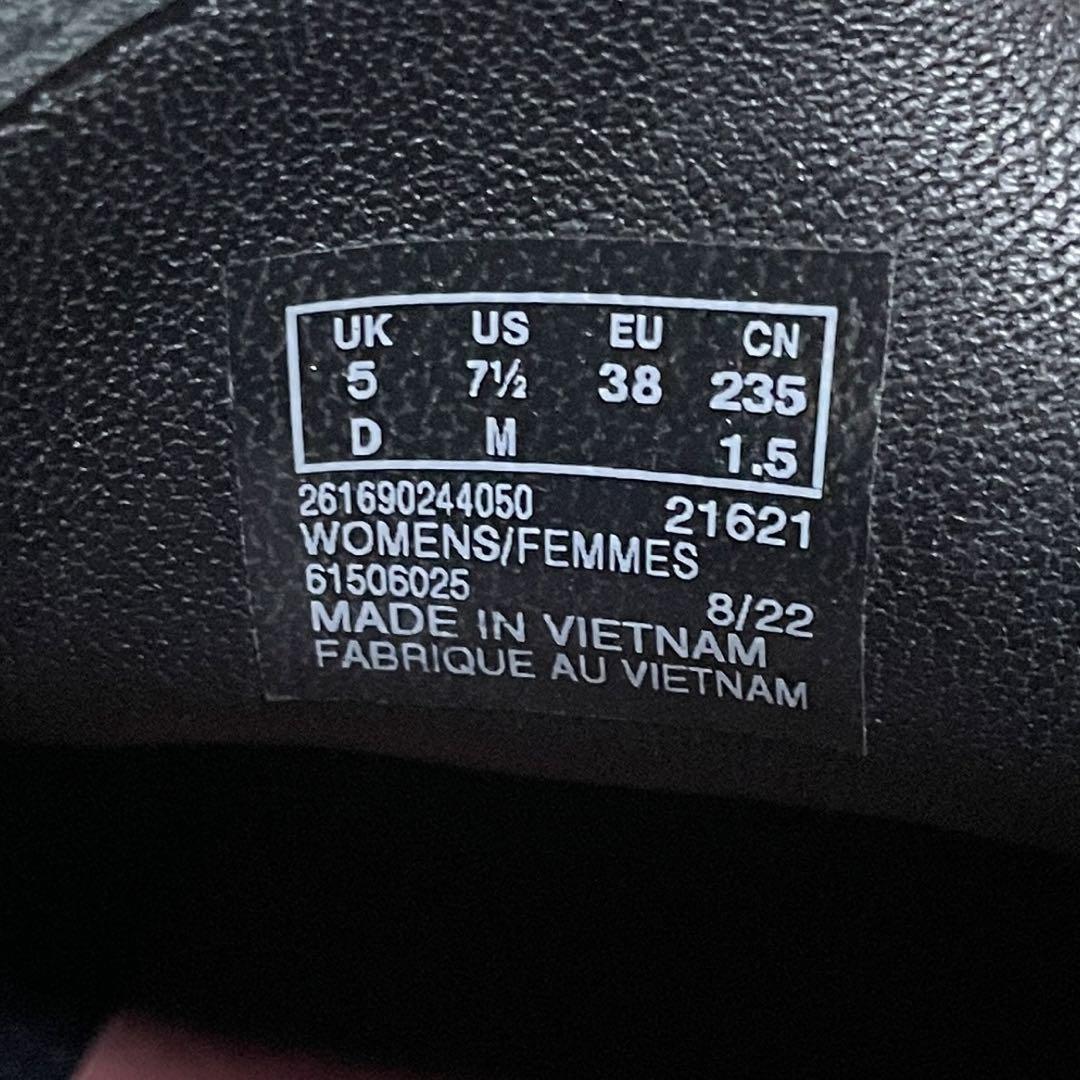 UK US EU CN
5 7½ 38 235
D M 1.5
261690244050 21621
WOMENS/FEMMES
61506025 8/22
MADE IN VIETNAM
FABRIQUE AU VIETNAM